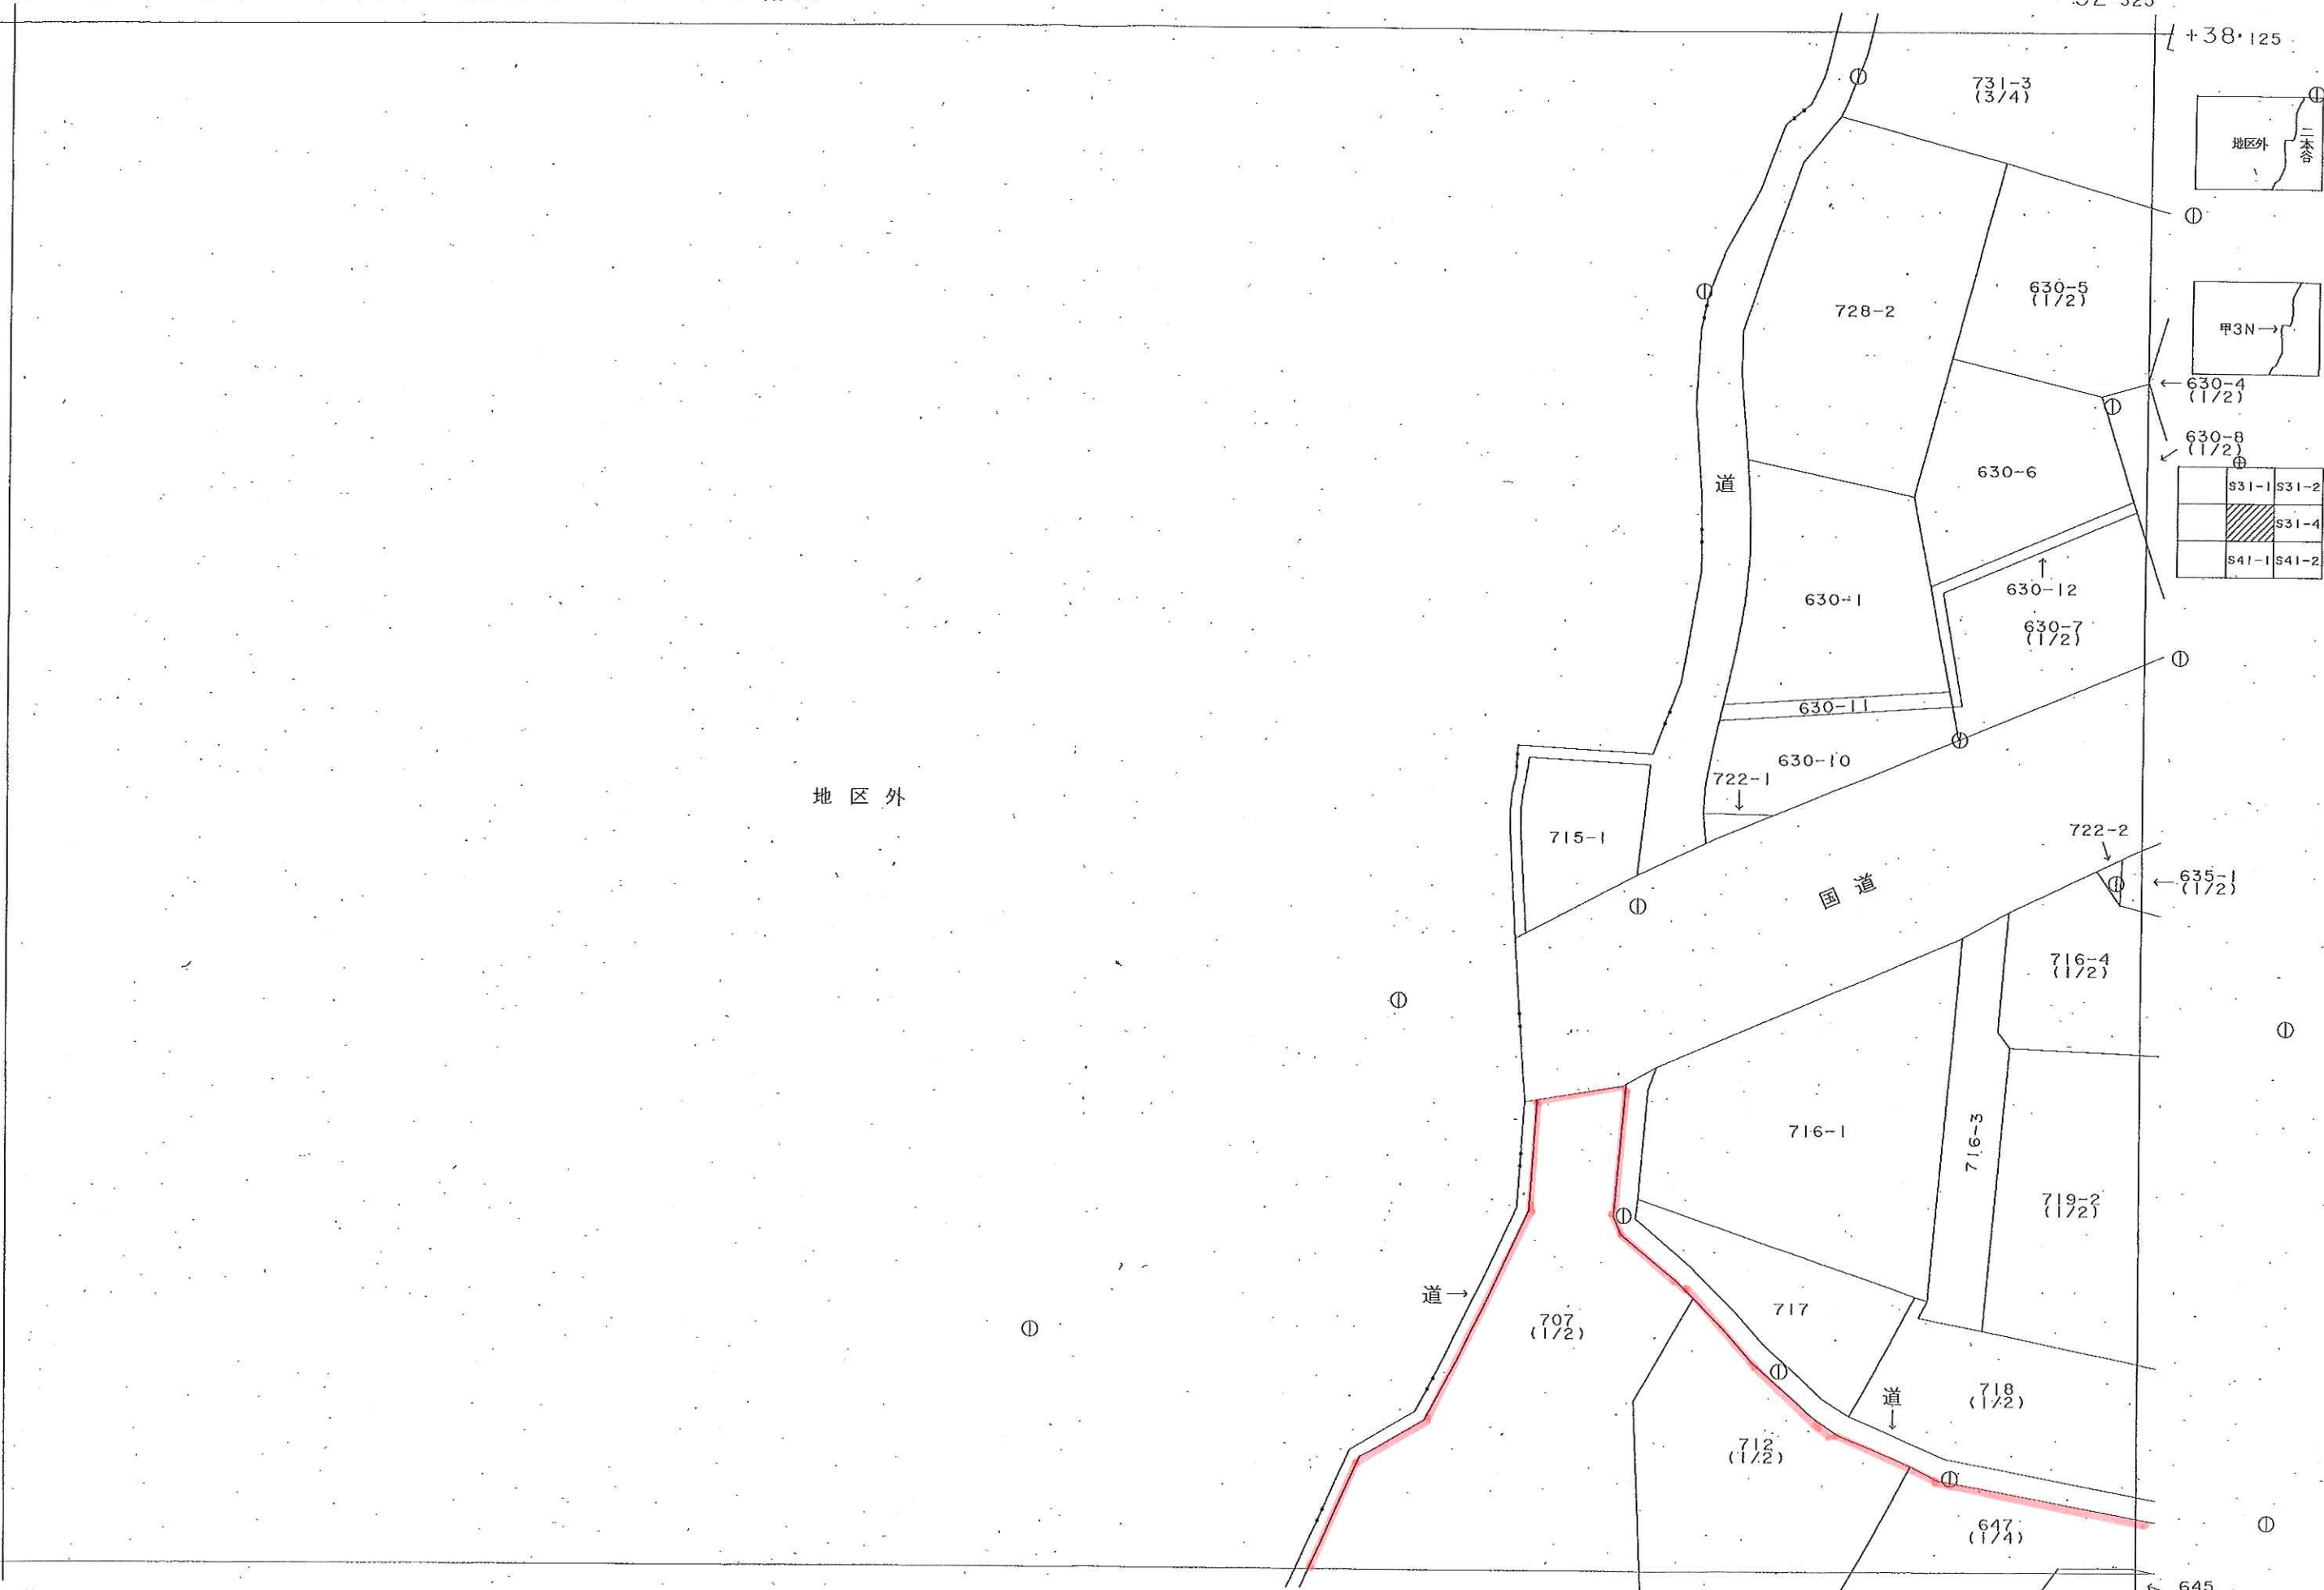 +38.125
731-3
(3/4)
地区外
二本谷
728-2
630-5
(1/2)
甲3N→
←630-4
(1/2)
630-8
(1/2)
道
630-6
S31-1
S31-2
S31-4
S41-1
S41-2
630-1
630-12
630-7
(1/2)
630-11
630-10
722-1
地区外
715-1
722-2
国道
←635-1
(1/2)
716-4
(1/2)
716-1
716-3
719-2
(1/2)
道→
707
(1/2)
717
道
718
(1/2)
712
(1/2)
647
(1/4)
645